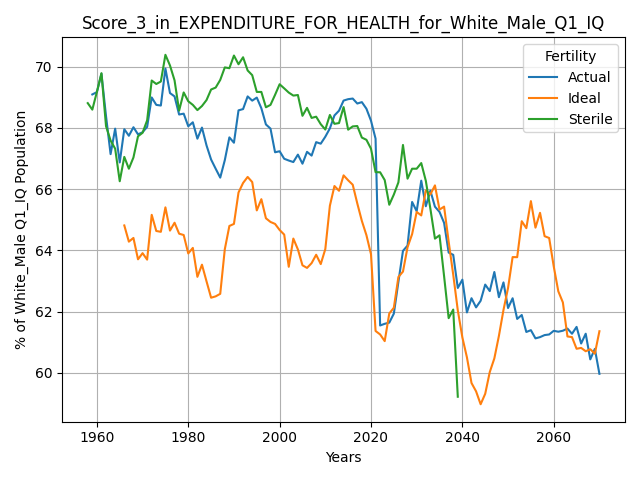 Score_3_in_EXPENDITURE_FOR_HEALTH_for_White_Male_Q1_IQ
% of White_Male Q1_IQ Population
70
68
66
64
62
60
Fertility
Actual
Ideal
Sterile
1960
1980
2000
2020
2040
2060
Years